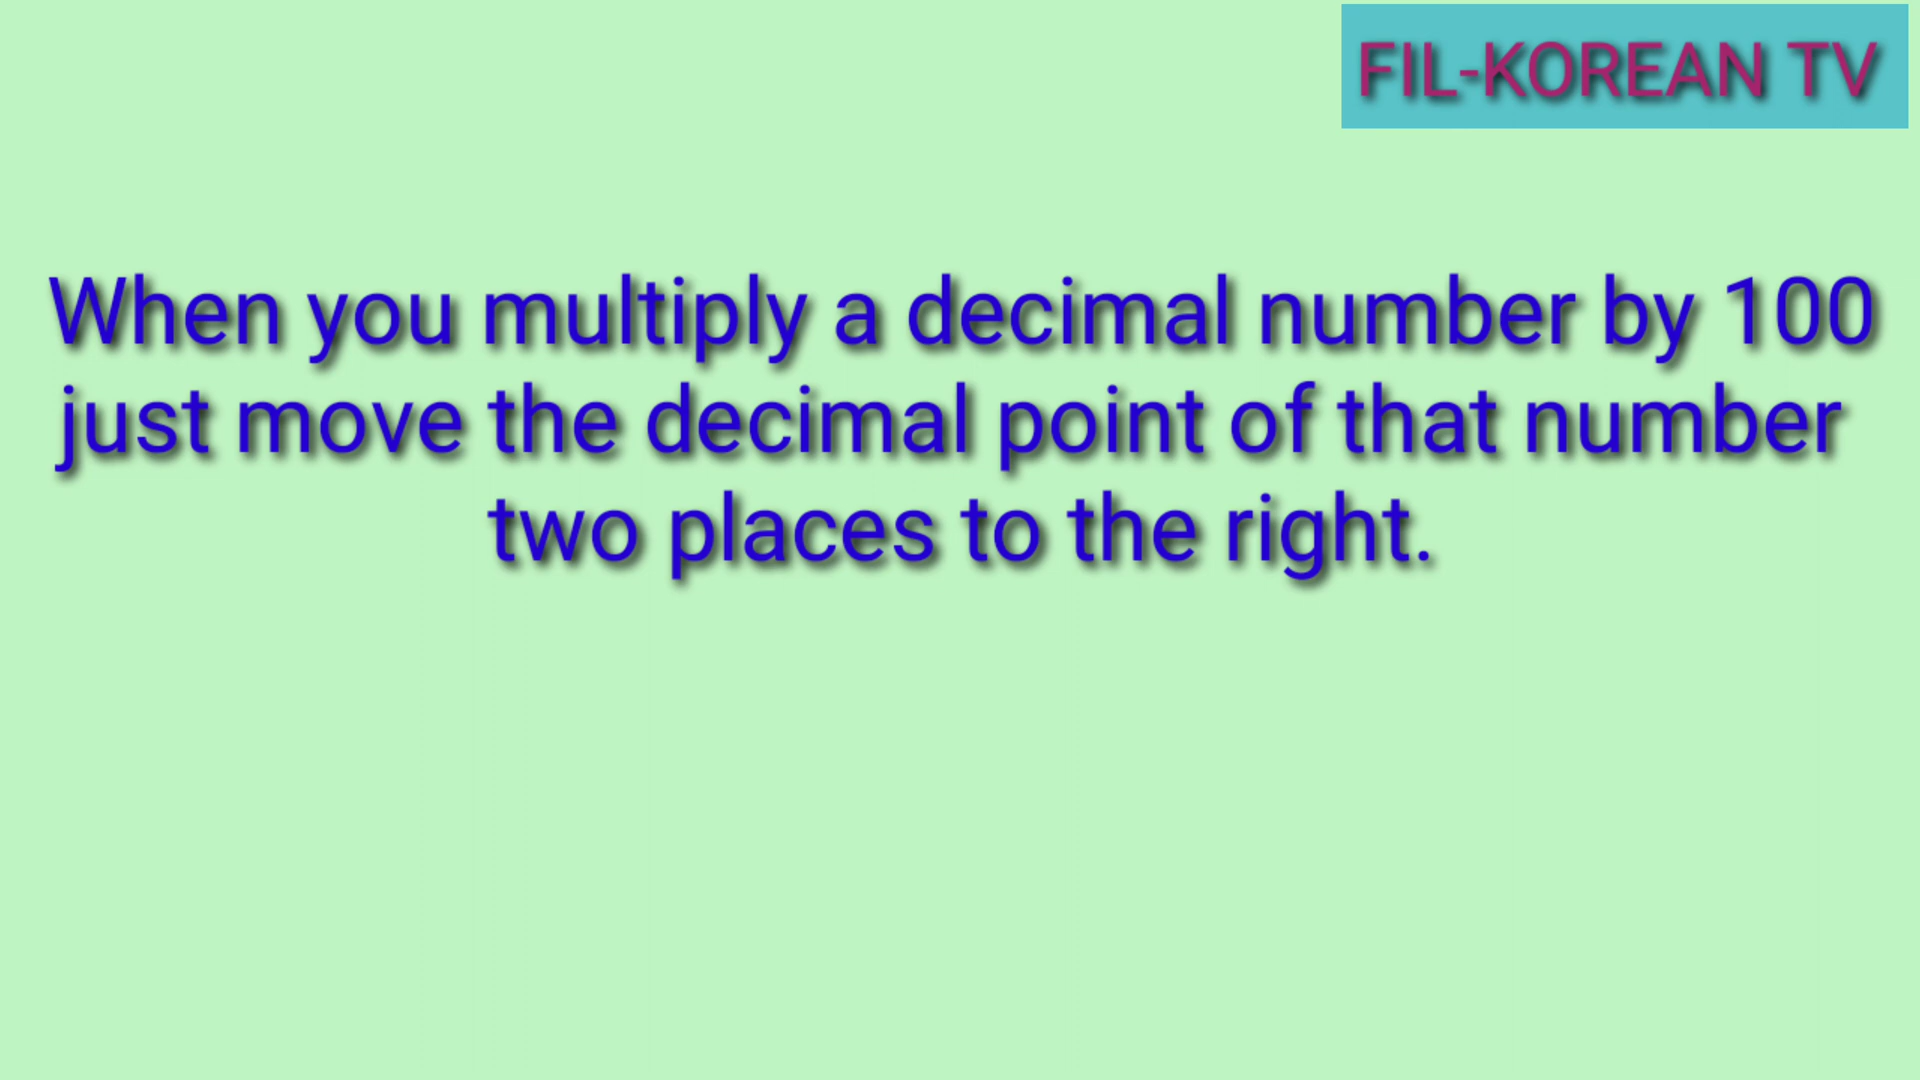 FIL-KOREAN TV
When you multiply a decimal number by 100
just move the decimal point of that number
two places to the right.